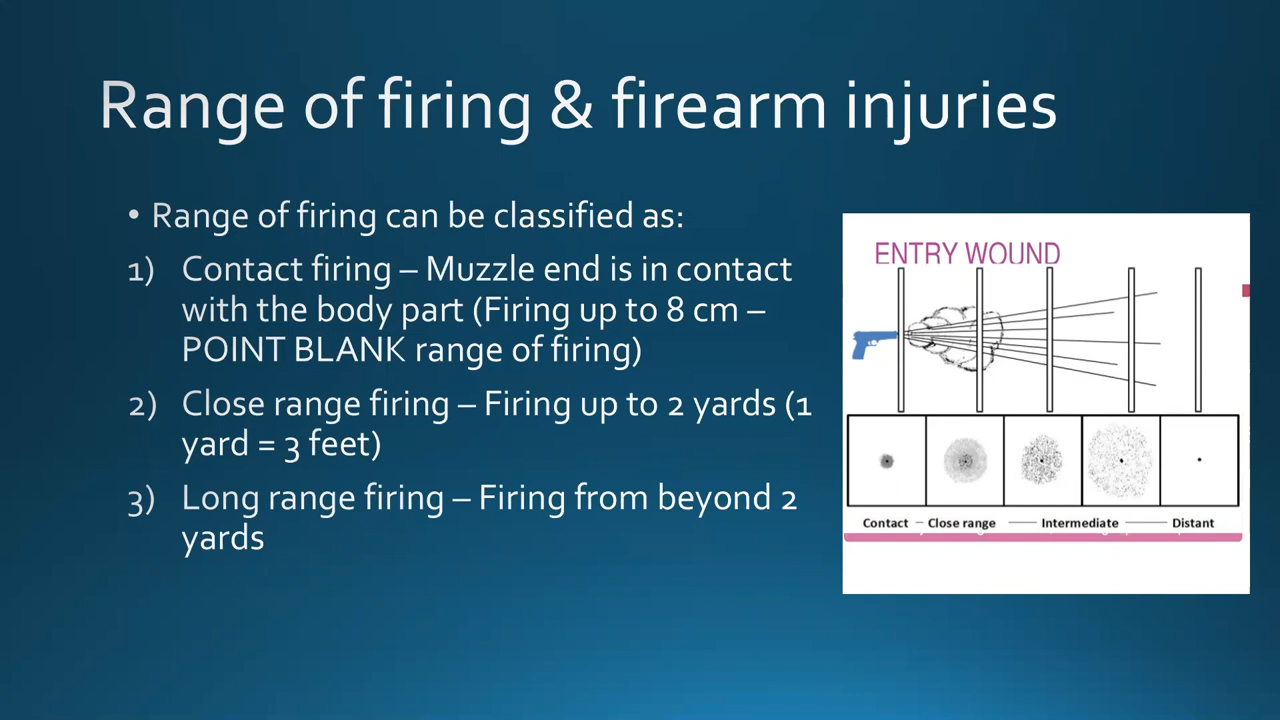 Range of firing & firearm injuries
• Range of firing can be classified as:
1) Contact firing – Muzzle end is in contact
with the body part (Firing up to 8 cm –
POINT BLANK range of firing)
2) Close range firing – Firing up to 2 yards (1
yard = 3 feet)
3) Long range firing – Firing from beyond 2
yards
ENTRY WOUND
Contact – Close range — Intermediate — Distant